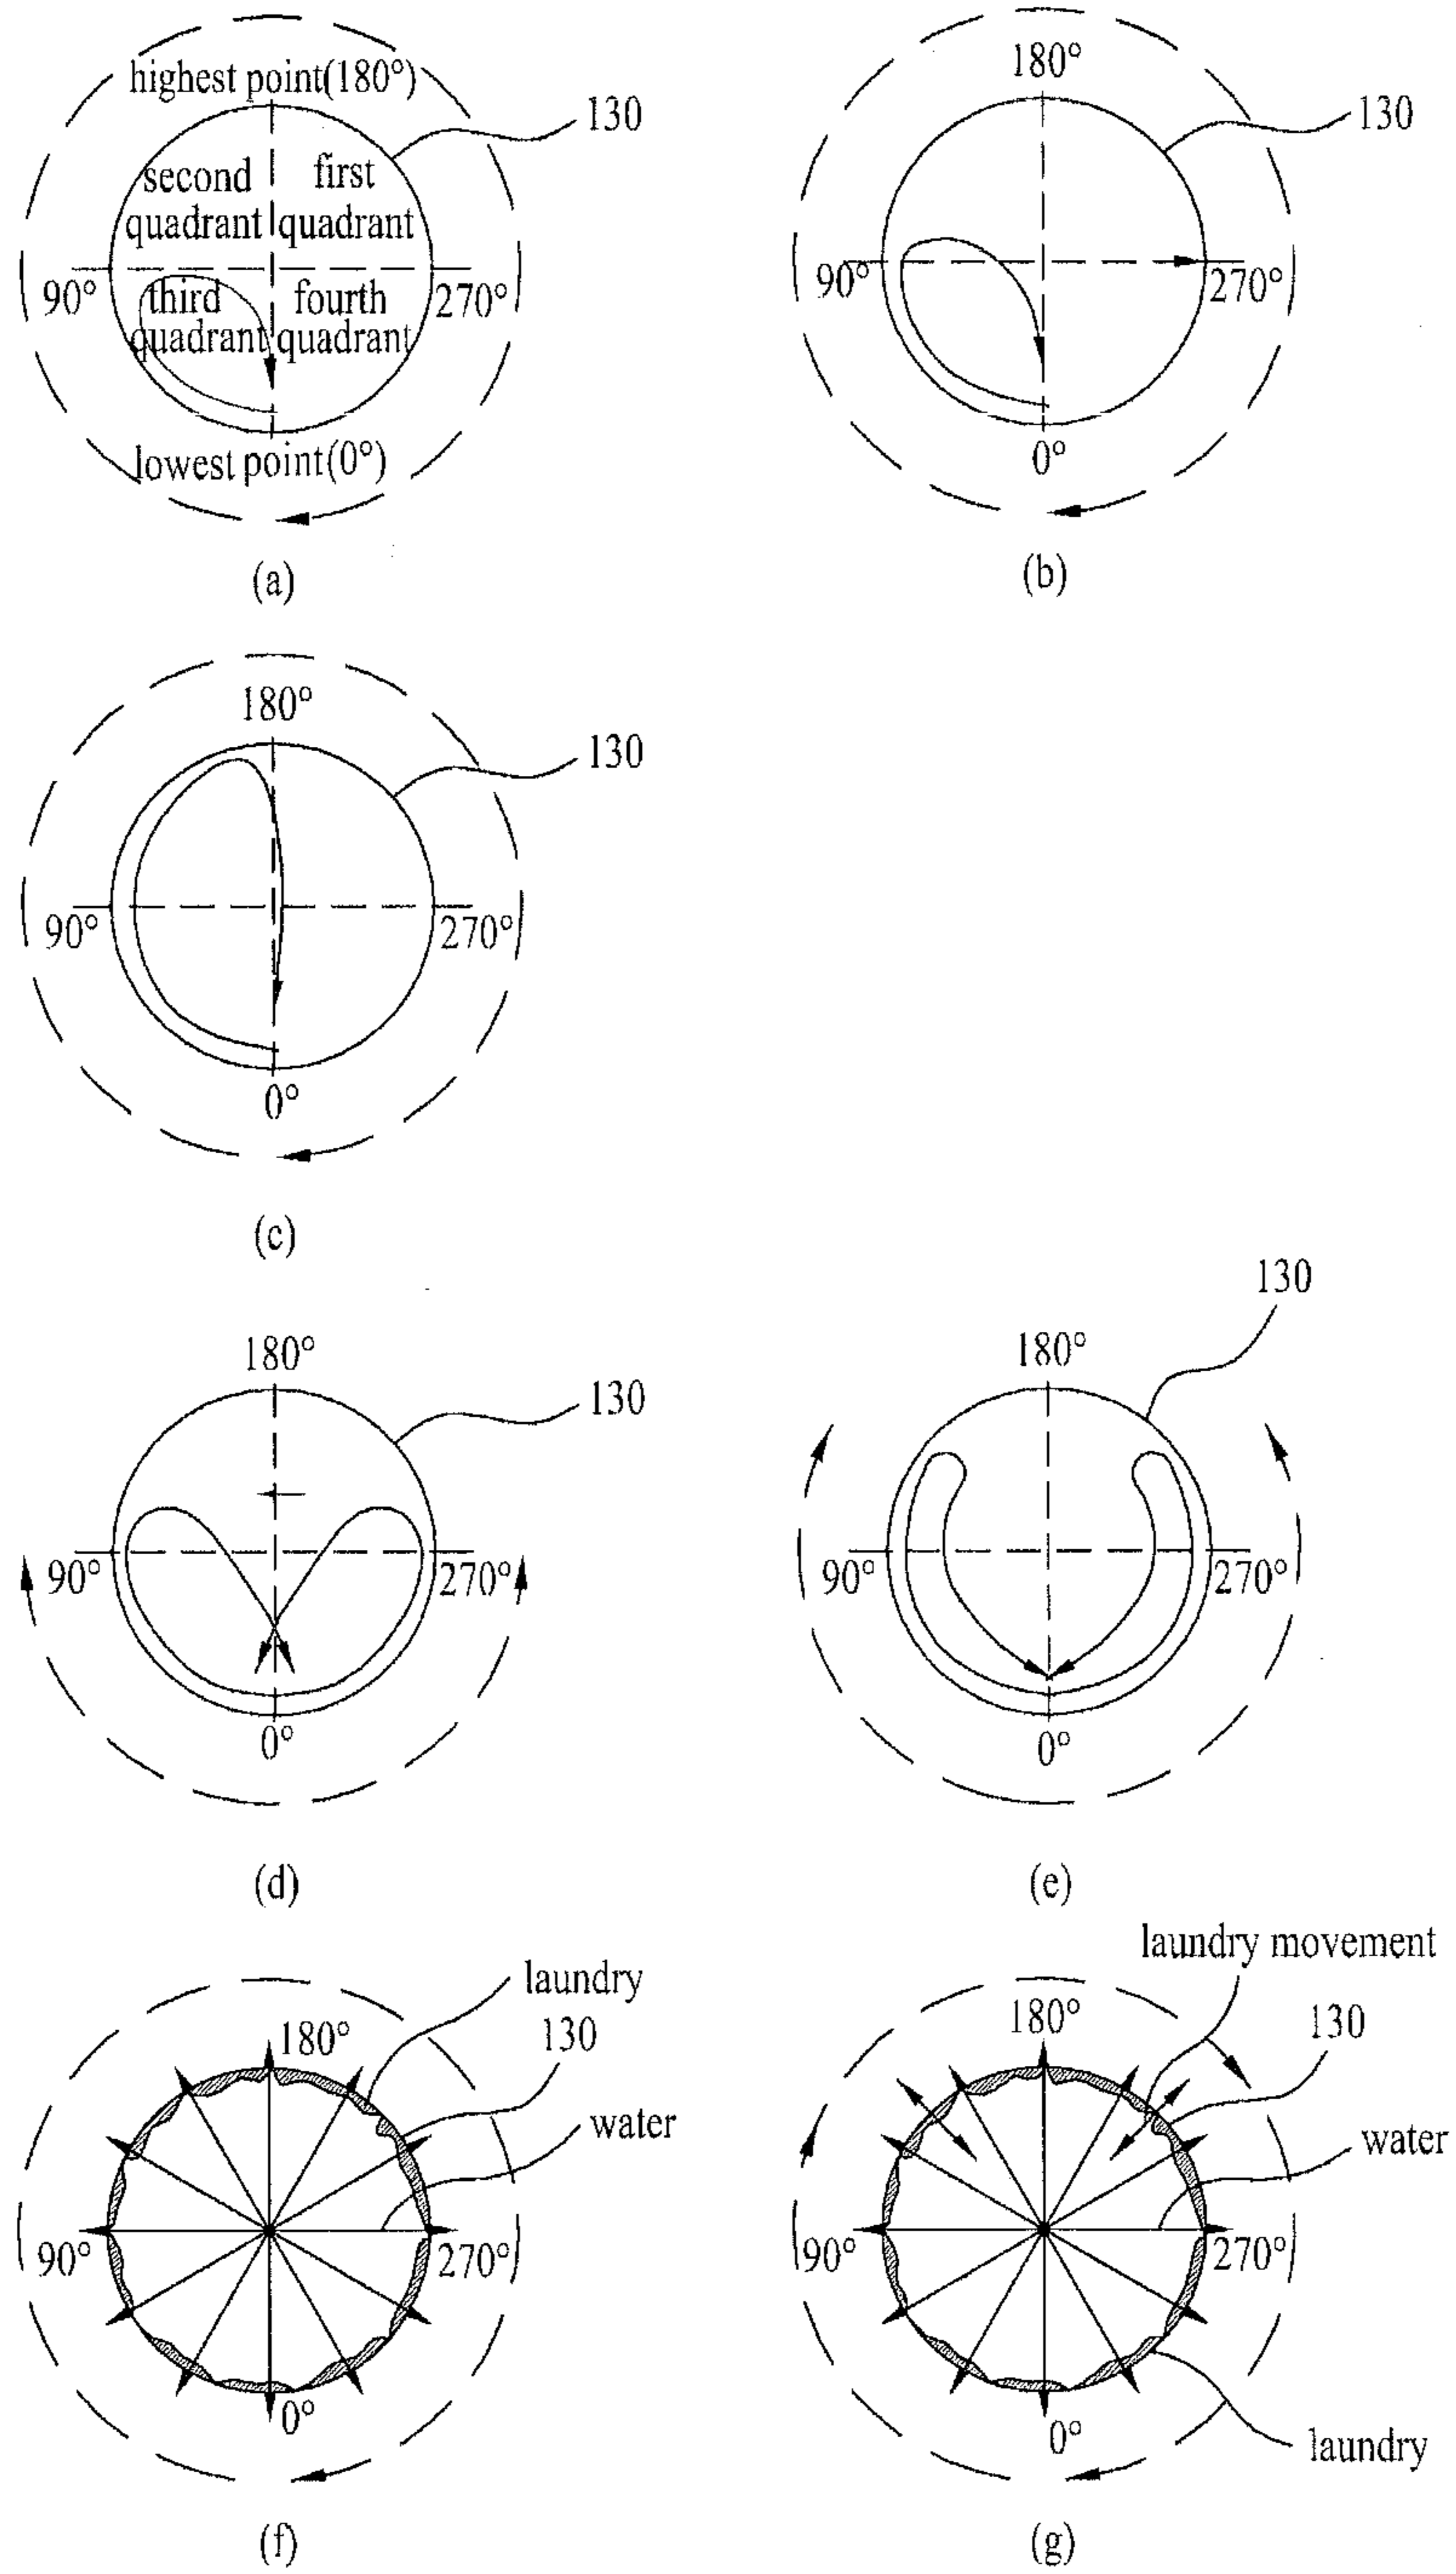 highest point(180°)
130
second
quadrant
first
quadrant
90°
third
quadrant
fourth
quadrant
270°
lowest point(0°)
(a)
180°
130
90°
270°
0°
(b)
180°
130
90°
270°
0°
(c)
180°
130
90°
270°
0°
(d)
130
180°
90°
270°
0°
(e)
laundry
180°
130
water
90°
270°
0°
(f)
laundry movement
180°
130
water
90°
270°
0°
laundry
(g)